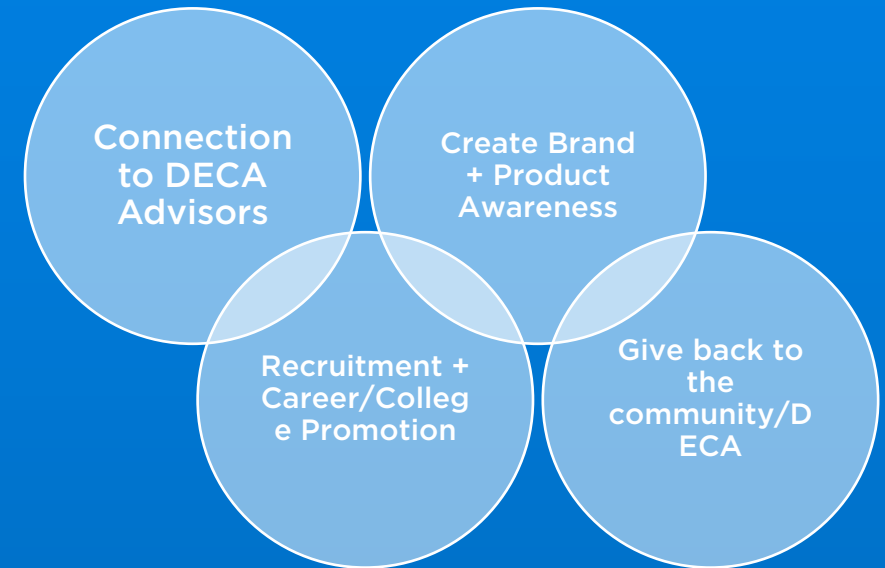 Connection
to DECA
Advisors
Create Brand
+ Product
Awareness
Recruitment +
Career/Colleg
e Promotion
Give back to
the
community/D
ECA